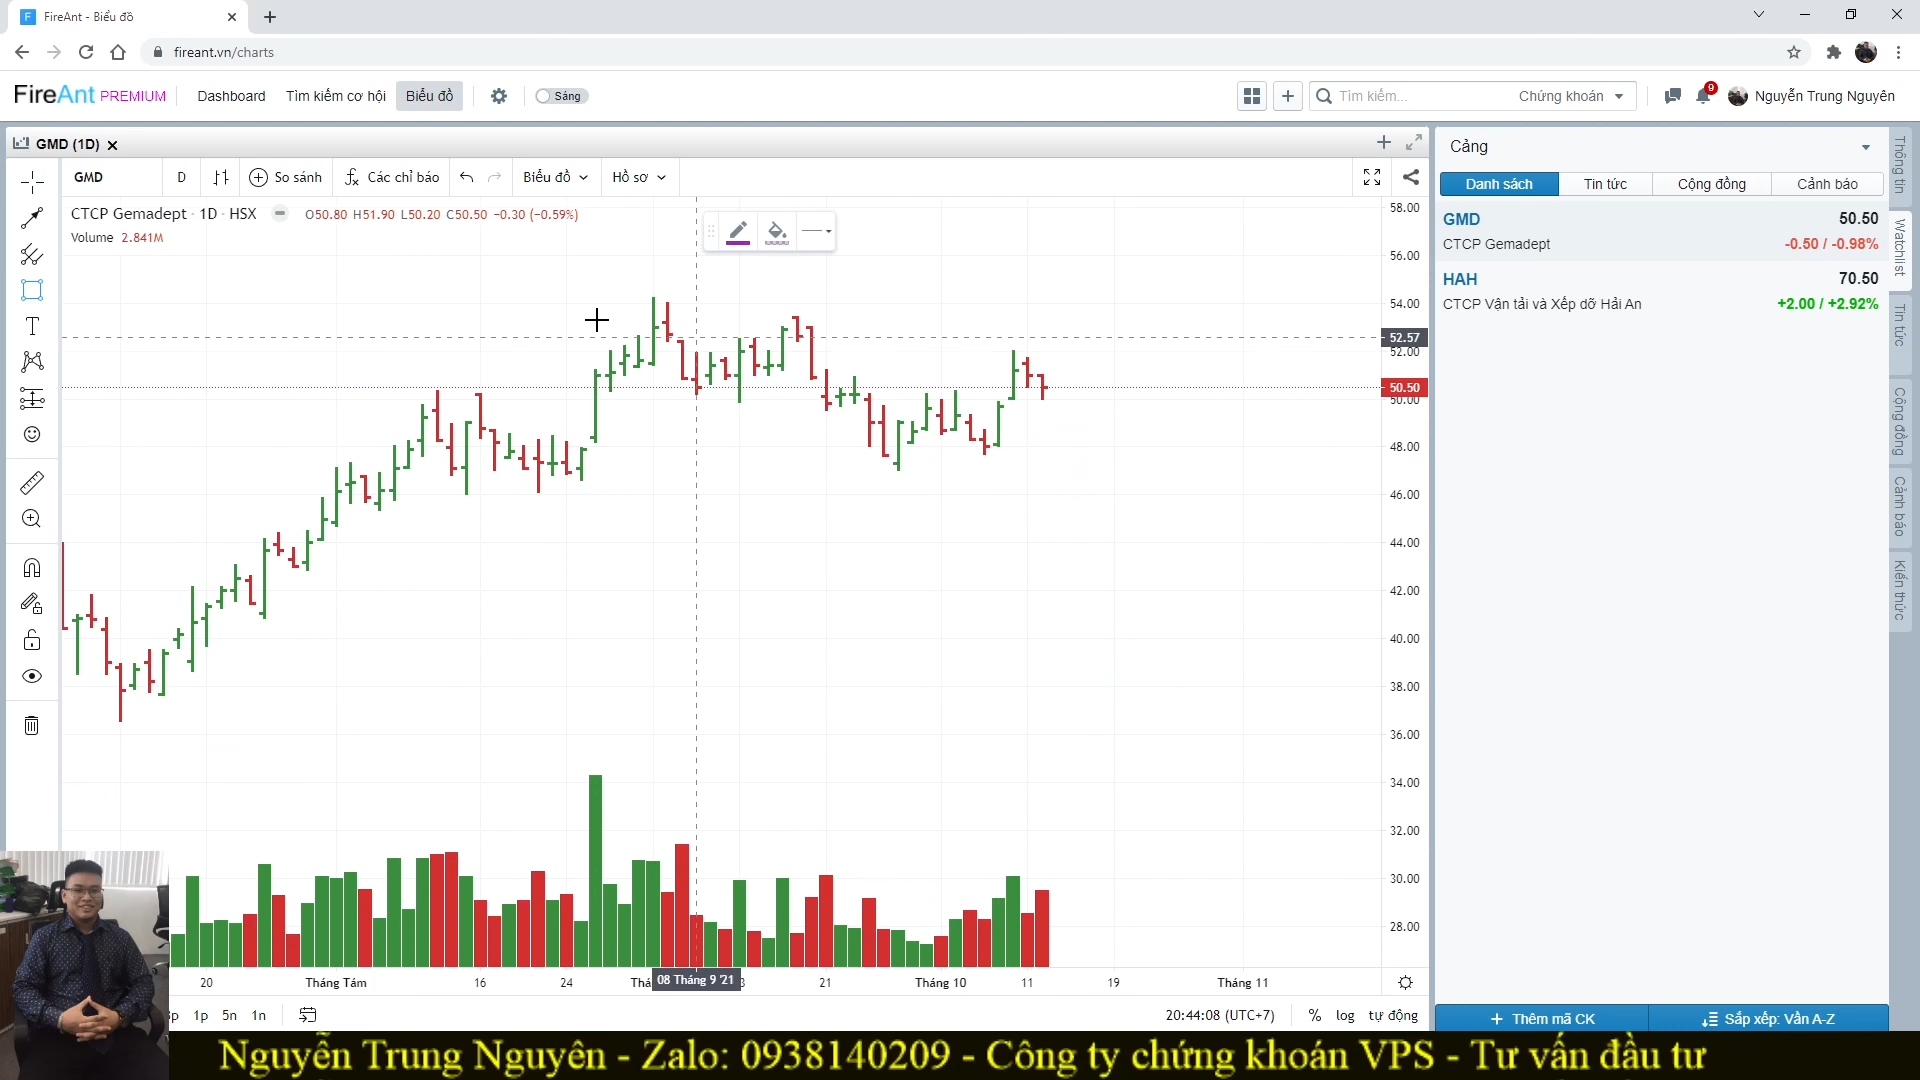 FireAnt - Biểu đồ
fireant.vn/charts
FireAnt PREMIUM Dashboard Tìm kiếm cơ hội Biểu đồ Sáng Tìm kiếm... Chứng khoán 9 Nguyễn Trung Nguyên
GMD (1D)
GMD D So sánh Các chỉ báo Biểu đồ Hồ sơ
CTCP Gemadept · 1D · HSX O50.80 H51.90 L50.20 C50.50 −0.30 (−0.59%)
Volume 2.841M
58.00
56.00
54.00
52.57
52.00
50.50
50.00
48.00
46.00
44.00
42.00
40.00
38.00
36.00
34.00
32.00
30.00
28.00
20 Tháng Tám 16 24 08 Tháng 9 '21 21 Tháng 10 11 19 Tháng 11
1p 5n 1n 20:44:08 (UTC+7) % log tự động
Cảng
Danh sách Tin tức Cộng đồng Cảnh báo
GMD 50.50
CTCP Gemadept -0.50 / -0.98%
HAH 70.50
CTCP Vận tải và Xếp dỡ Hải An +2.00 / +2.92%
Thêm mã CK Sắp xếp: Vần A-Z
Thông tin
Watchlist
Tin tức
Cộng đồng
Cảnh báo
Kiến thức
Nguyễn Trung Nguyên - Zalo: 0938140209 - Công ty chứng khoán VPS - Tư vấn đầu tư